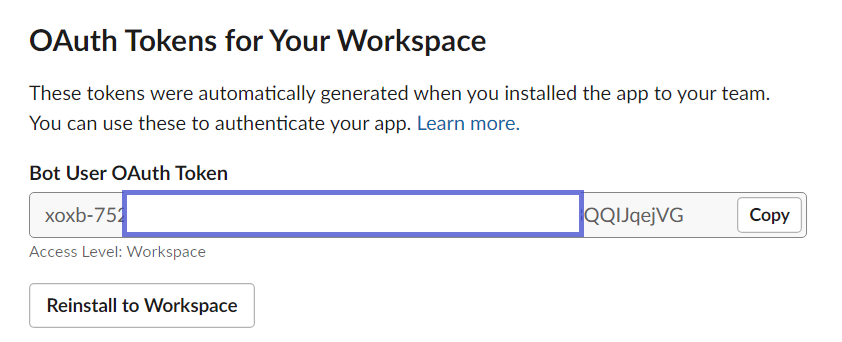 OAuth Tokens for Your Workspace
These tokens were automatically generated when you installed the app to your team.
You can use these to authenticate your app. Learn more.
Bot User OAuth Token
xoxb-752 QQIJqejVG Copy
Access Level: Workspace
Reinstall to Workspace